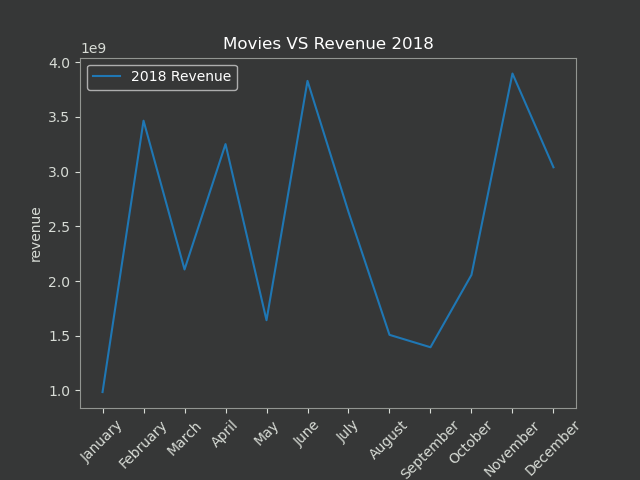 Movies VS Revenue 2018
1e9
2018 Revenue
4.0
3.5
3.0
2.5
2.0
1.5
1.0
revenue
January
February
March
April
May
June
July
August
September
October
November
December